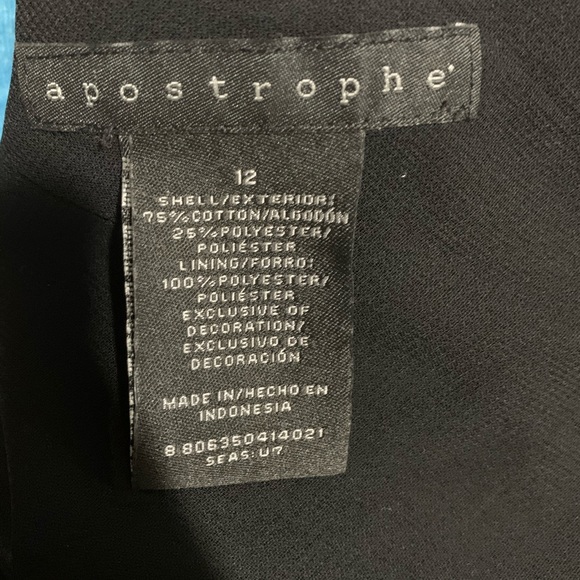 apostrophe'
12
SHELL/EXTERIOR:
75%COTTON/ALGODÓN
25%POLYESTER/
POLIÉSTER
LINING/FORRO:
100%POLYESTER/
POLIÉSTER
EXCLUSIVE OF
DECORATION/
EXCLUSIVO DE
DECORACIÓN
MADE IN/HECHO EN
INDONESIA
8 806350414021
SEAS: U7